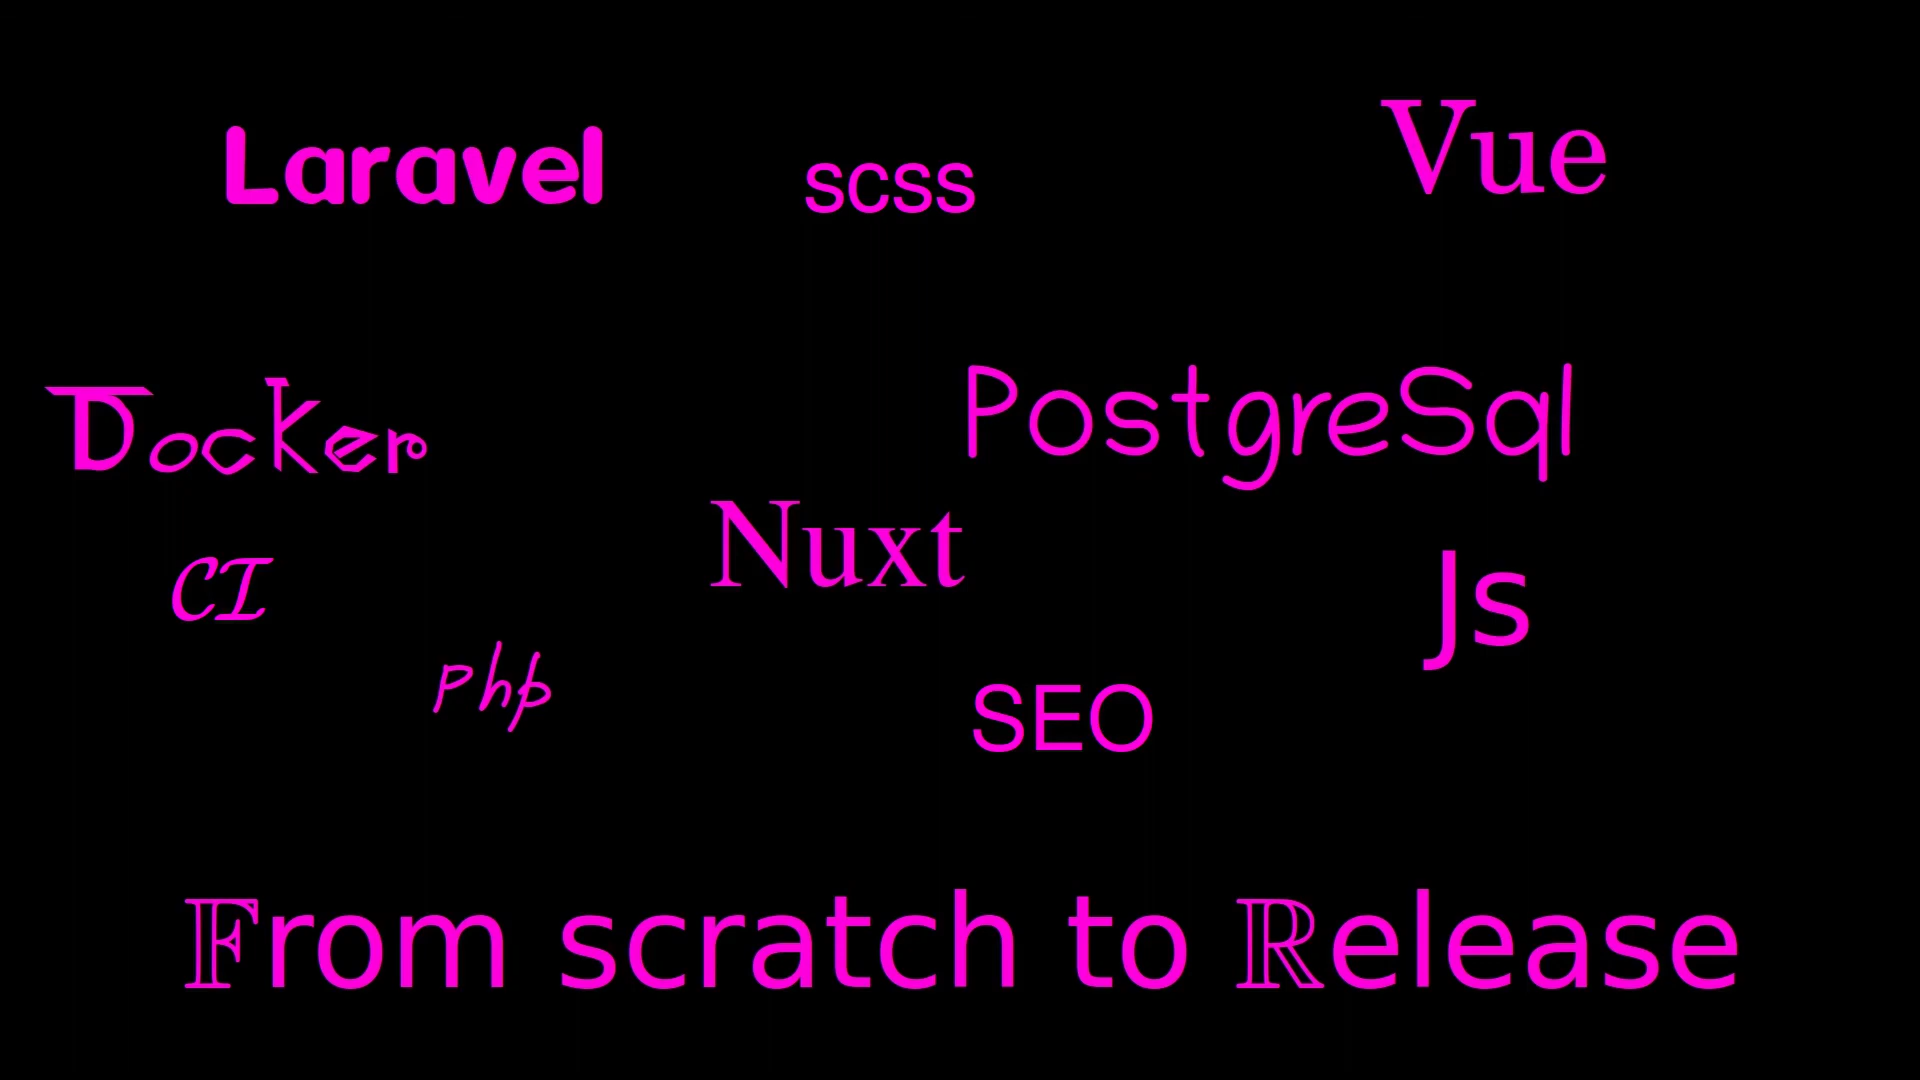 Laravel
scss
Vue
Docker
PostgreSql
Nuxt
CI
Js
php
SEO
From scratch to Release